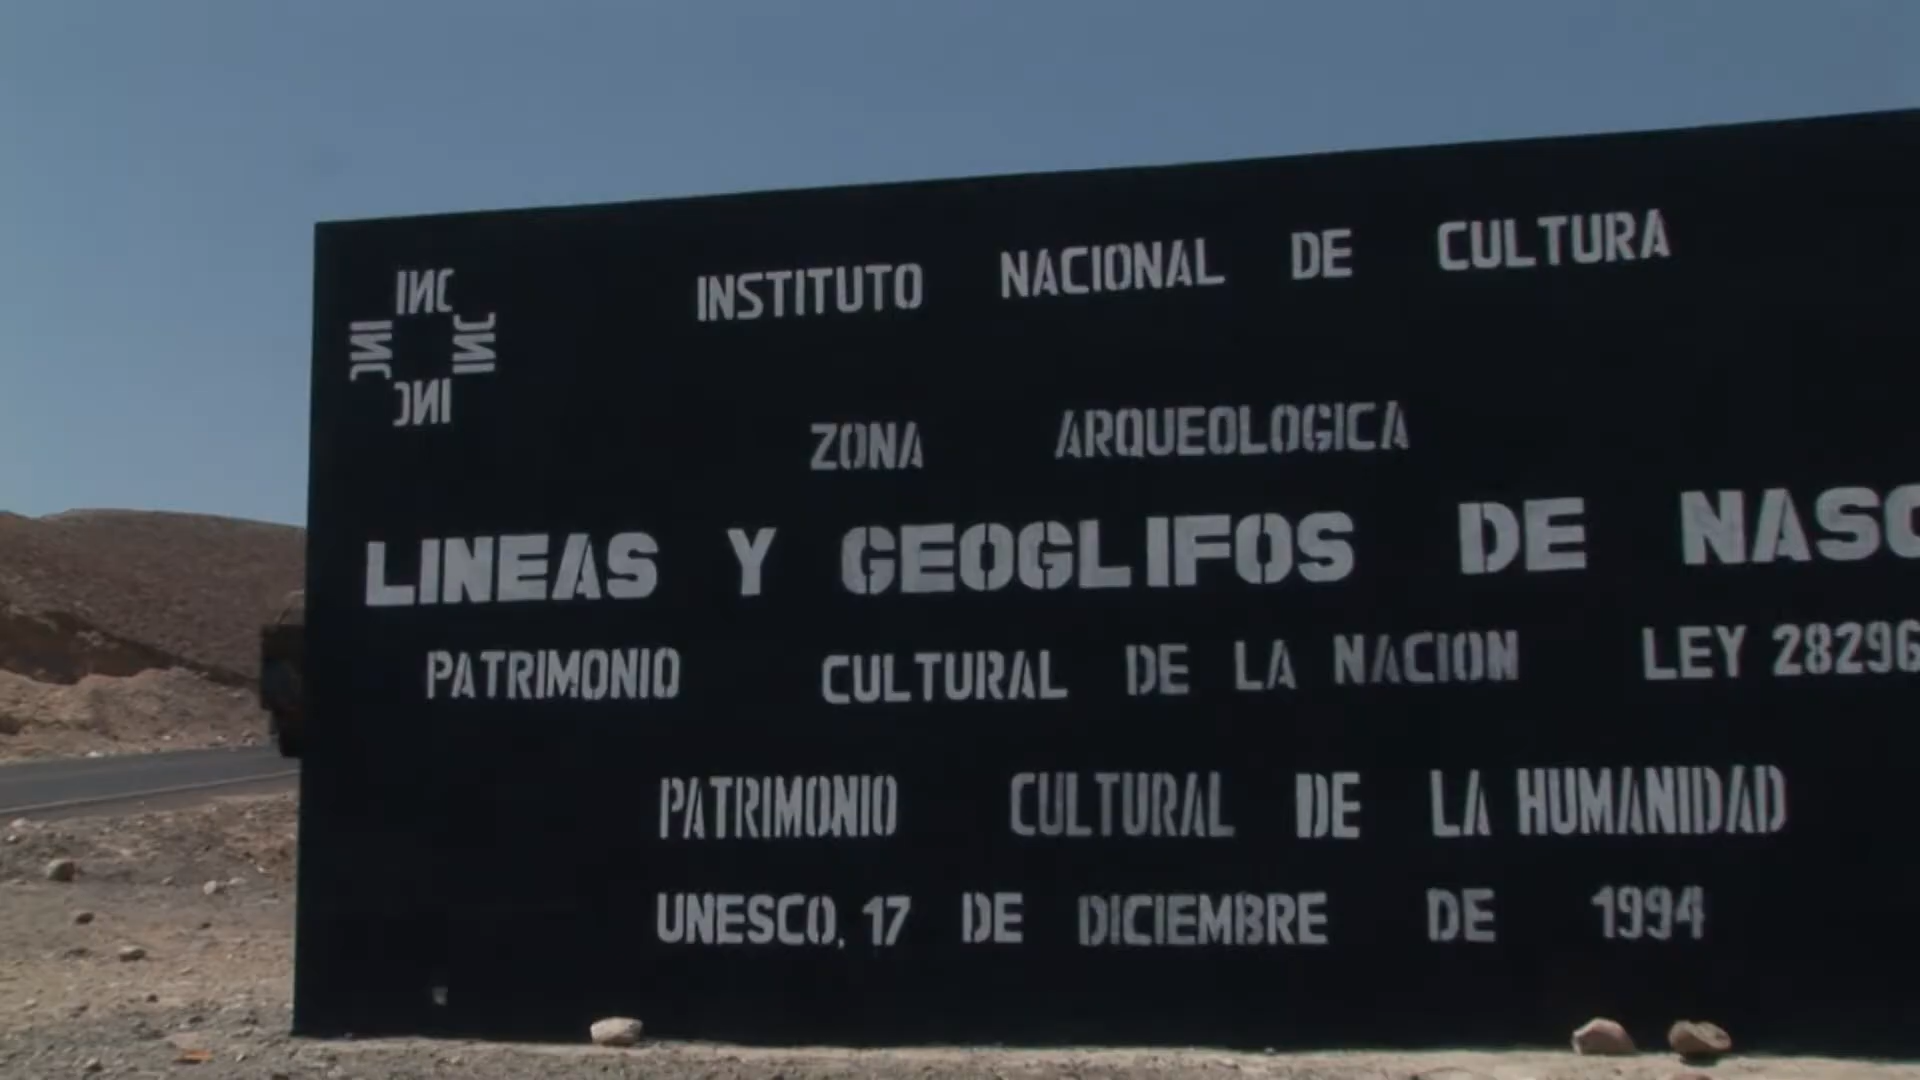 INC
INC
INC
INC
INSTITUTO NACIONAL DE CULTURA
ZONA ARQUEOLOGICA
LINEAS Y GEOGLIFOS DE NASC
PATRIMONIO CULTURAL DE LA NACION LEY 28296
PATRIMONIO CULTURAL DE LA HUMANIDAD
UNESCO, 17 DE DICIEMBRE DE 1994